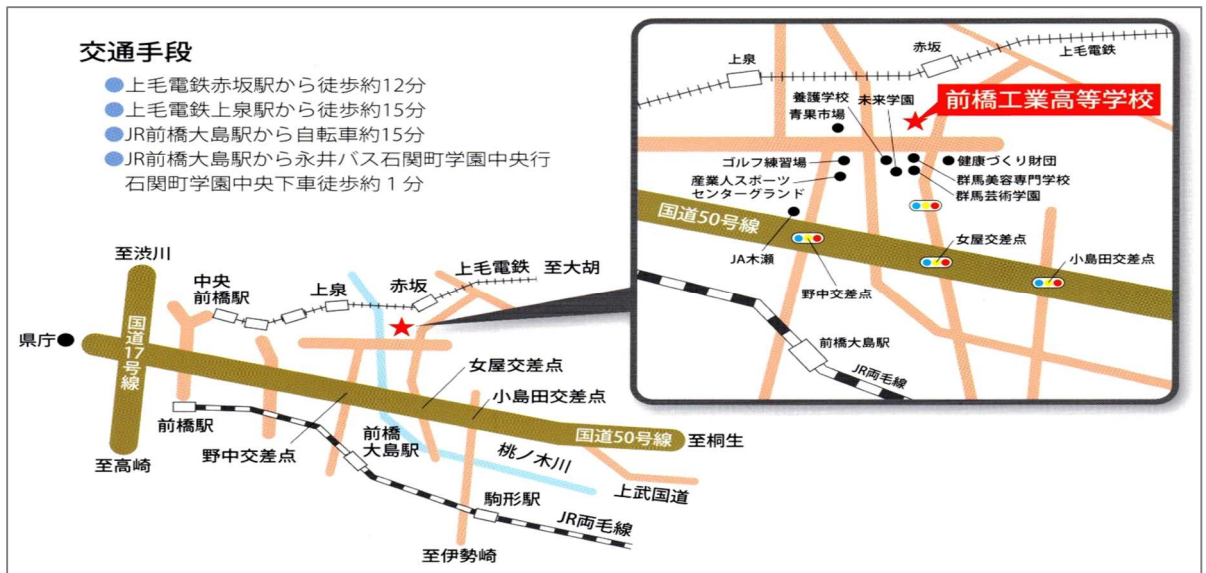 交通手段
上毛電鉄赤坂駅から徒歩約12分
上毛電鉄上泉駅から徒歩約15分
JR前橋大島駅から自転車約15分
JR前橋大島駅から永井バス石関町学園中央行
石関町学園中央下車徒歩約1分
至渋川
中央
前橋駅
上泉
赤坂
上毛電鉄
至大胡
県庁
国道17号線
女屋交差点
小島田交差点
国道50号線
至桐生
前橋駅
野中交差点
前橋
大島駅
桃ノ木川
上武国道
至高崎
駒形駅
JR両毛線
至伊勢崎
上泉
赤坂
上毛電鉄
前橋工業高等学校
養護学校
未来学園
青果市場
ゴルフ練習場
健康づくり財団
産業人スポーツ
センターグランド
群馬美容専門学校
群馬芸術学園
国道50号線
JA木瀬
女屋交差点
小島田交差点
野中交差点
前橋大島駅
JR両毛線